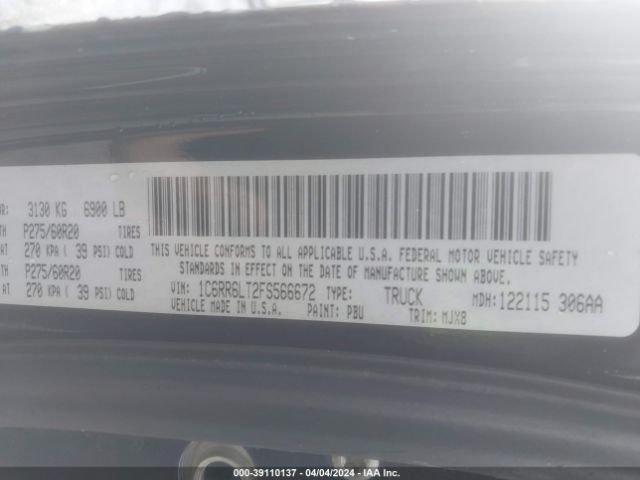 3130 KG 6900 LB
P275/60R20 TIRES
AT 270 KPA ( 39 PSI) COLD
P275/60R20 TIRES
AT 270 KPA ( 39 PSI) COLD
THIS VEHICLE CONFORMS TO ALL APPLICABLE U.S.A. FEDERAL MOTOR VEHICLE SAFETY
STANDARDS IN EFFECT ON THE DATE OF MANUFACTURE SHOWN ABOVE.
VIN: 1C6RR6LT2FS566672 TYPE: TRUCK MDH: 122115 306AA
VEHICLE MADE IN U.S.A. PAINT: PBU TRIM: MJX8
000-39110137 - 04/04/2024 - IAA Inc.